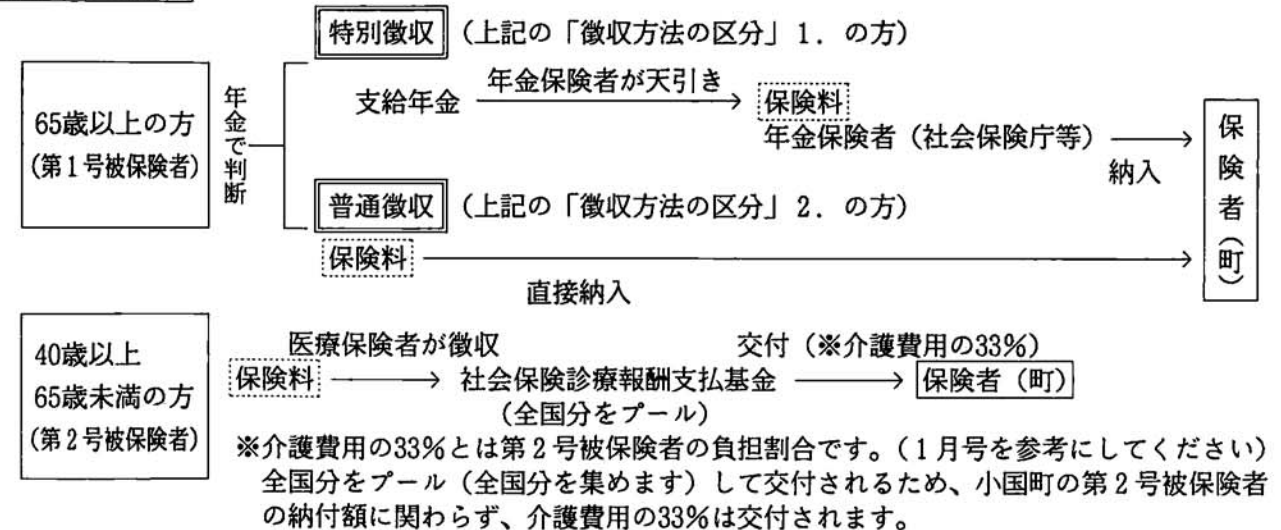 特別徴収（上記の「徴収方法の区分」1．の方）
65歳以上の方
(第1号被保険者)
年金で判断
支給年金
年金保険者が天引き
保険料
年金保険者（社会保険庁等）
納入
保険者(町)
普通徴収（上記の「徴収方法の区分」2．の方）
保険料
直接納入
40歳以上
65歳未満の方
(第2号被保険者)
医療保険者が徴収
交付（※介護費用の33％）
保険料
社会保険診療報酬支払基金
保険者（町）
(全国分をプール)
※介護費用の33％とは第2号被保険者の負担割合です。（1月号を参考にしてください）
全国分をプール（全国分を集めます）して交付されるため、小国町の第2号被保険者
の納付額に関わらず、介護費用の33％は交付されます。